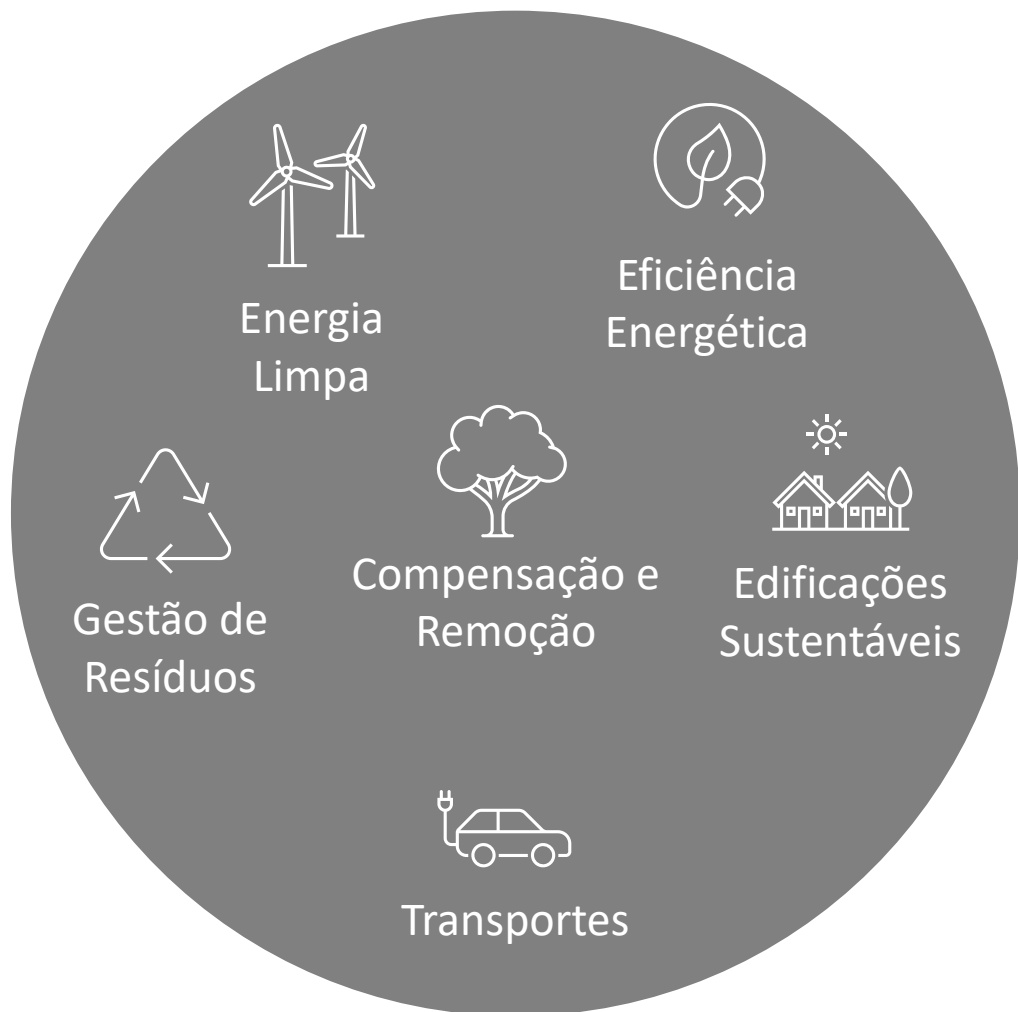 Energia
Limpa
Eficiência
Energética
Gestão de
Resíduos
Compensação e
Remoção
Edificações
Sustentáveis
Transportes